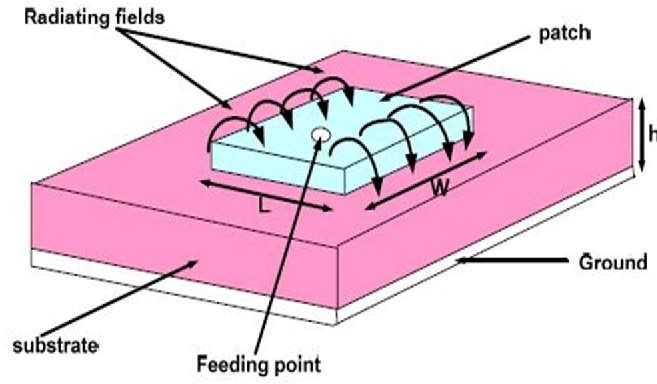 Radiating fields
patch
h
L
W
Ground
substrate
Feeding point